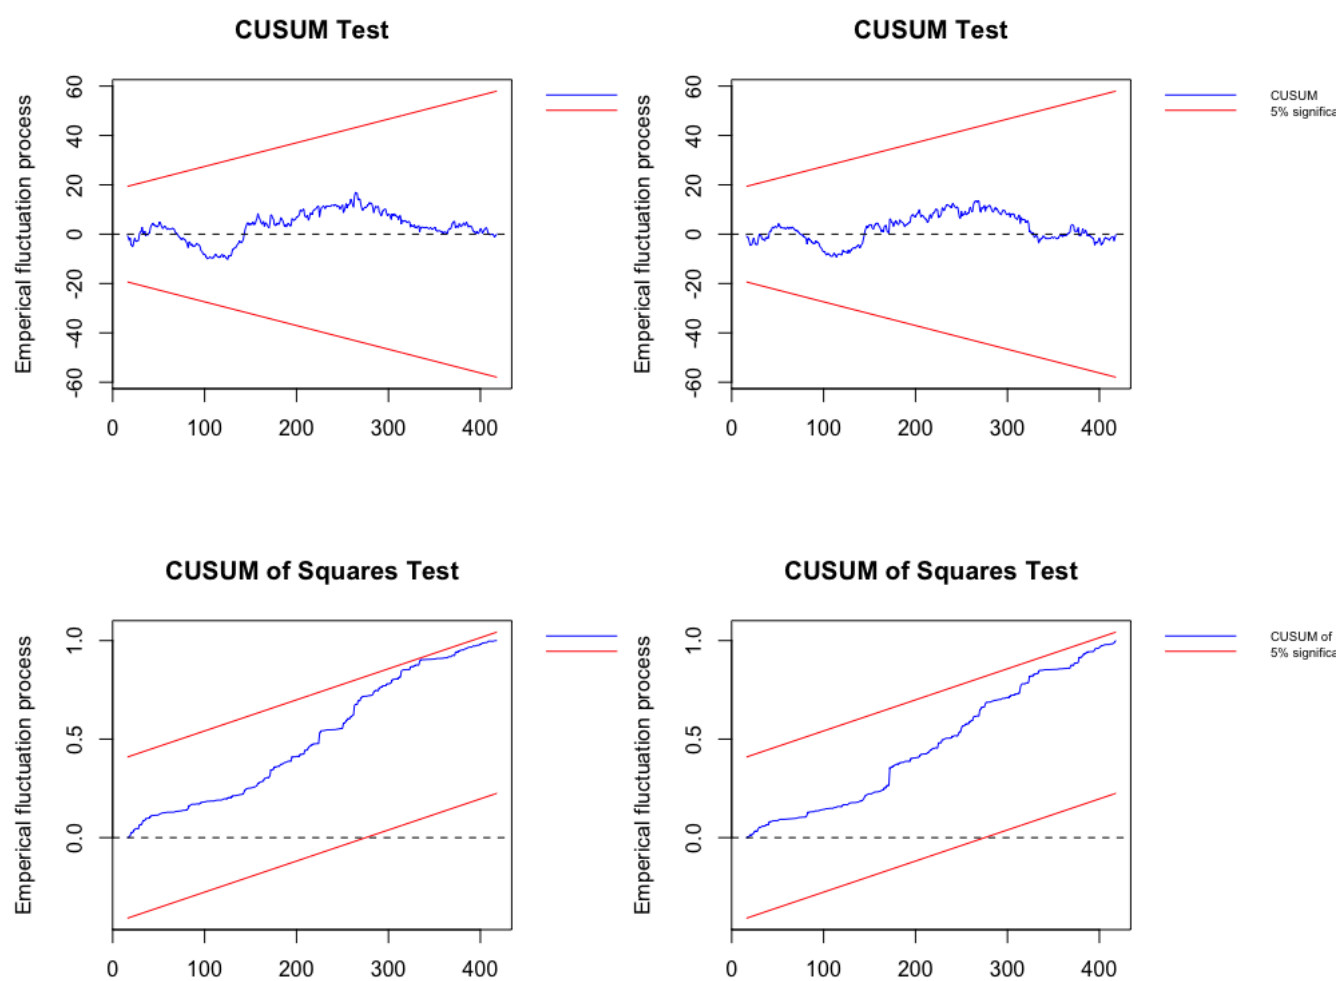 CUSUM Test
CUSUM Test
Emperical fluctuation process
60
40
20
0
-20
-40
-60
0 100 200 300 400
Emperical fluctuation process
60
40
20
0
-20
-40
-60
0 100 200 300 400
CUSUM
5% significa
CUSUM of Squares Test
CUSUM of Squares Test
Emperical fluctuation process
1.0
0.5
0.0
0 100 200 300 400
Emperical fluctuation process
1.0
0.5
0.0
0 100 200 300 400
CUSUM of
5% significa